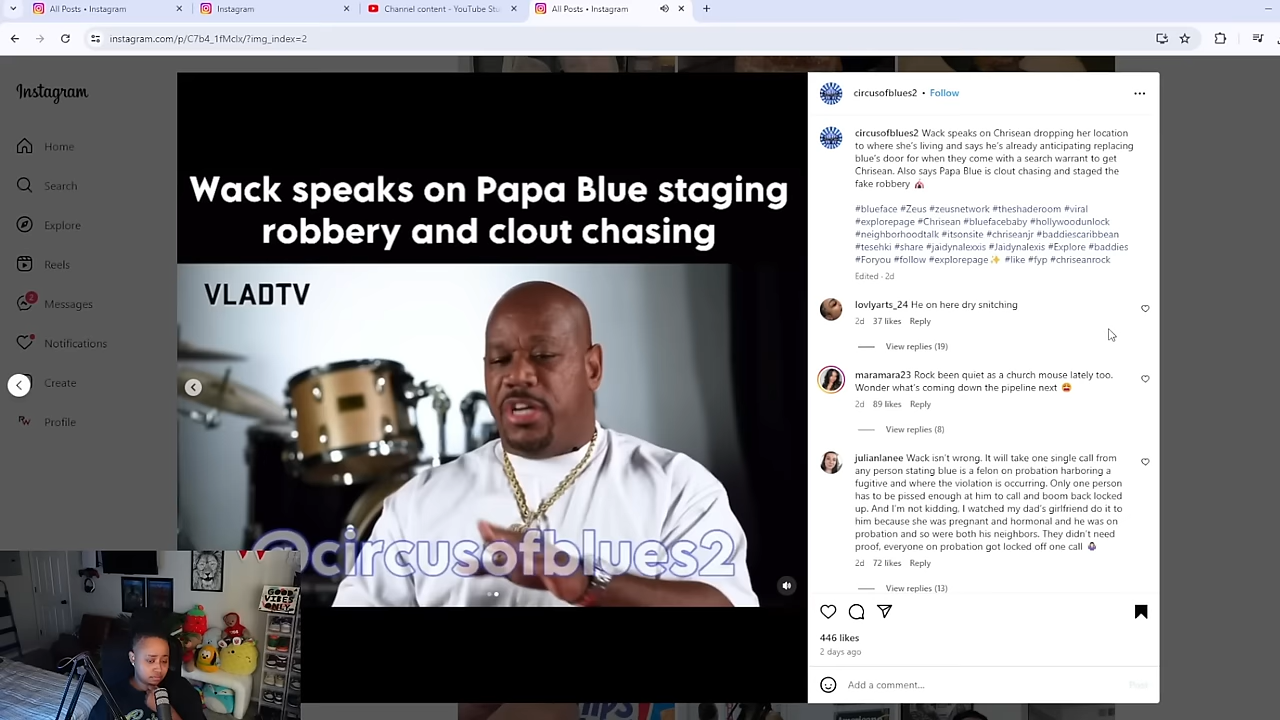 All Posts • Instagram
Instagram
Channel content - YouTube Stu
All Posts • Instagram
instagram.com/p/C7b4_1fMclx/?img_index=2
Instagram
Home
Search
Explore
Reels
2
Messages
Notifications
Create
Profile
Wack speaks on Papa Blue staging
robbery and clout chasing
VLADTV
@circusofblues2
GOOD
VIBES
ONLY
circusofblues2 • Follow
circusofblues2 Wack speaks on Chrisean dropping her location
to where she's living and says he's already anticipating replacing
blue's door for when they come with a search warrant to get
Chrisean. Also says Papa Blue is clout chasing and staged the
fake robbery 🎪
#blueface #Zeus #zeusnetwork #theshaderoom #viral
#explorepage #Chrisean #bluefacebaby #hollywoodunlock
#neighborhoodtalk #itsonsite #chriseanjr #baddiescaribbean
#tesehki #share #jaidynalexxis #Jaidynalexis #Explore #baddies
#Foryou #follow #explorepage✨ #like #fyp #chriseanrock
Edited · 2d
lovlyarts_24 He on here dry snitching
2d 37 likes Reply
View replies (19)
maramara23 Rock been quiet as a church mouse lately too.
Wonder what's coming down the pipeline next 🤩
2d 89 likes Reply
View replies (8)
julianlanee Wack isn't wrong. It will take one single call from
any person stating blue is a felon on probation harboring a
fugitive and where the violation is occurring. Only one person
has to be pissed enough at him to call and boom back locked
up. And I'm not kidding. I watched my dad's girlfriend do it to
him because she was pregnant and hormonal and he was on
probation and so were both his neighbors. They didn't need
proof, everyone on probation got locked off one call 🤷🏽‍♀️
2d 72 likes Reply
View replies (13)
446 likes
2 days ago
Add a comment...
Post